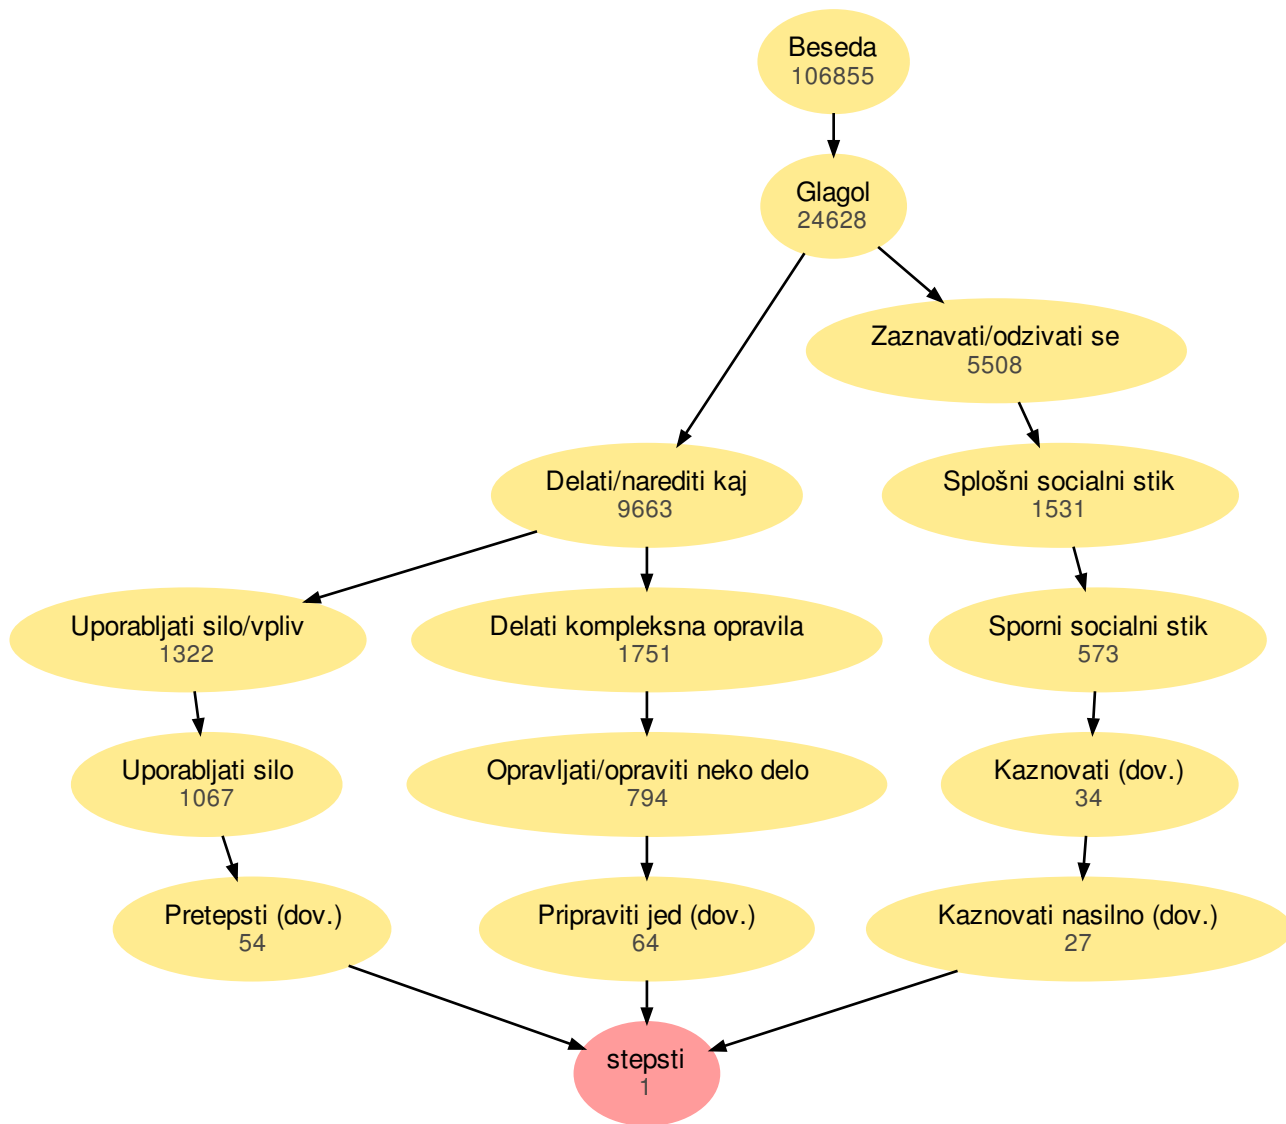 Beseda
106855
Glagol
24628
Zaznavati/odzivati se
5508
Delati/narediti kaj
9663
Splošni socialni stik
1531
Uporabljati silo/vpliv
1322
Delati kompleksna opravila
1751
Sporni socialni stik
573
Uporabljati silo
1067
Opravljati/opraviti neko delo
794
Kaznovati (dov.)
34
Pretepsti (dov.)
54
Pripraviti jed (dov.)
64
Kaznovati nasilno (dov.)
27
stepsti
1